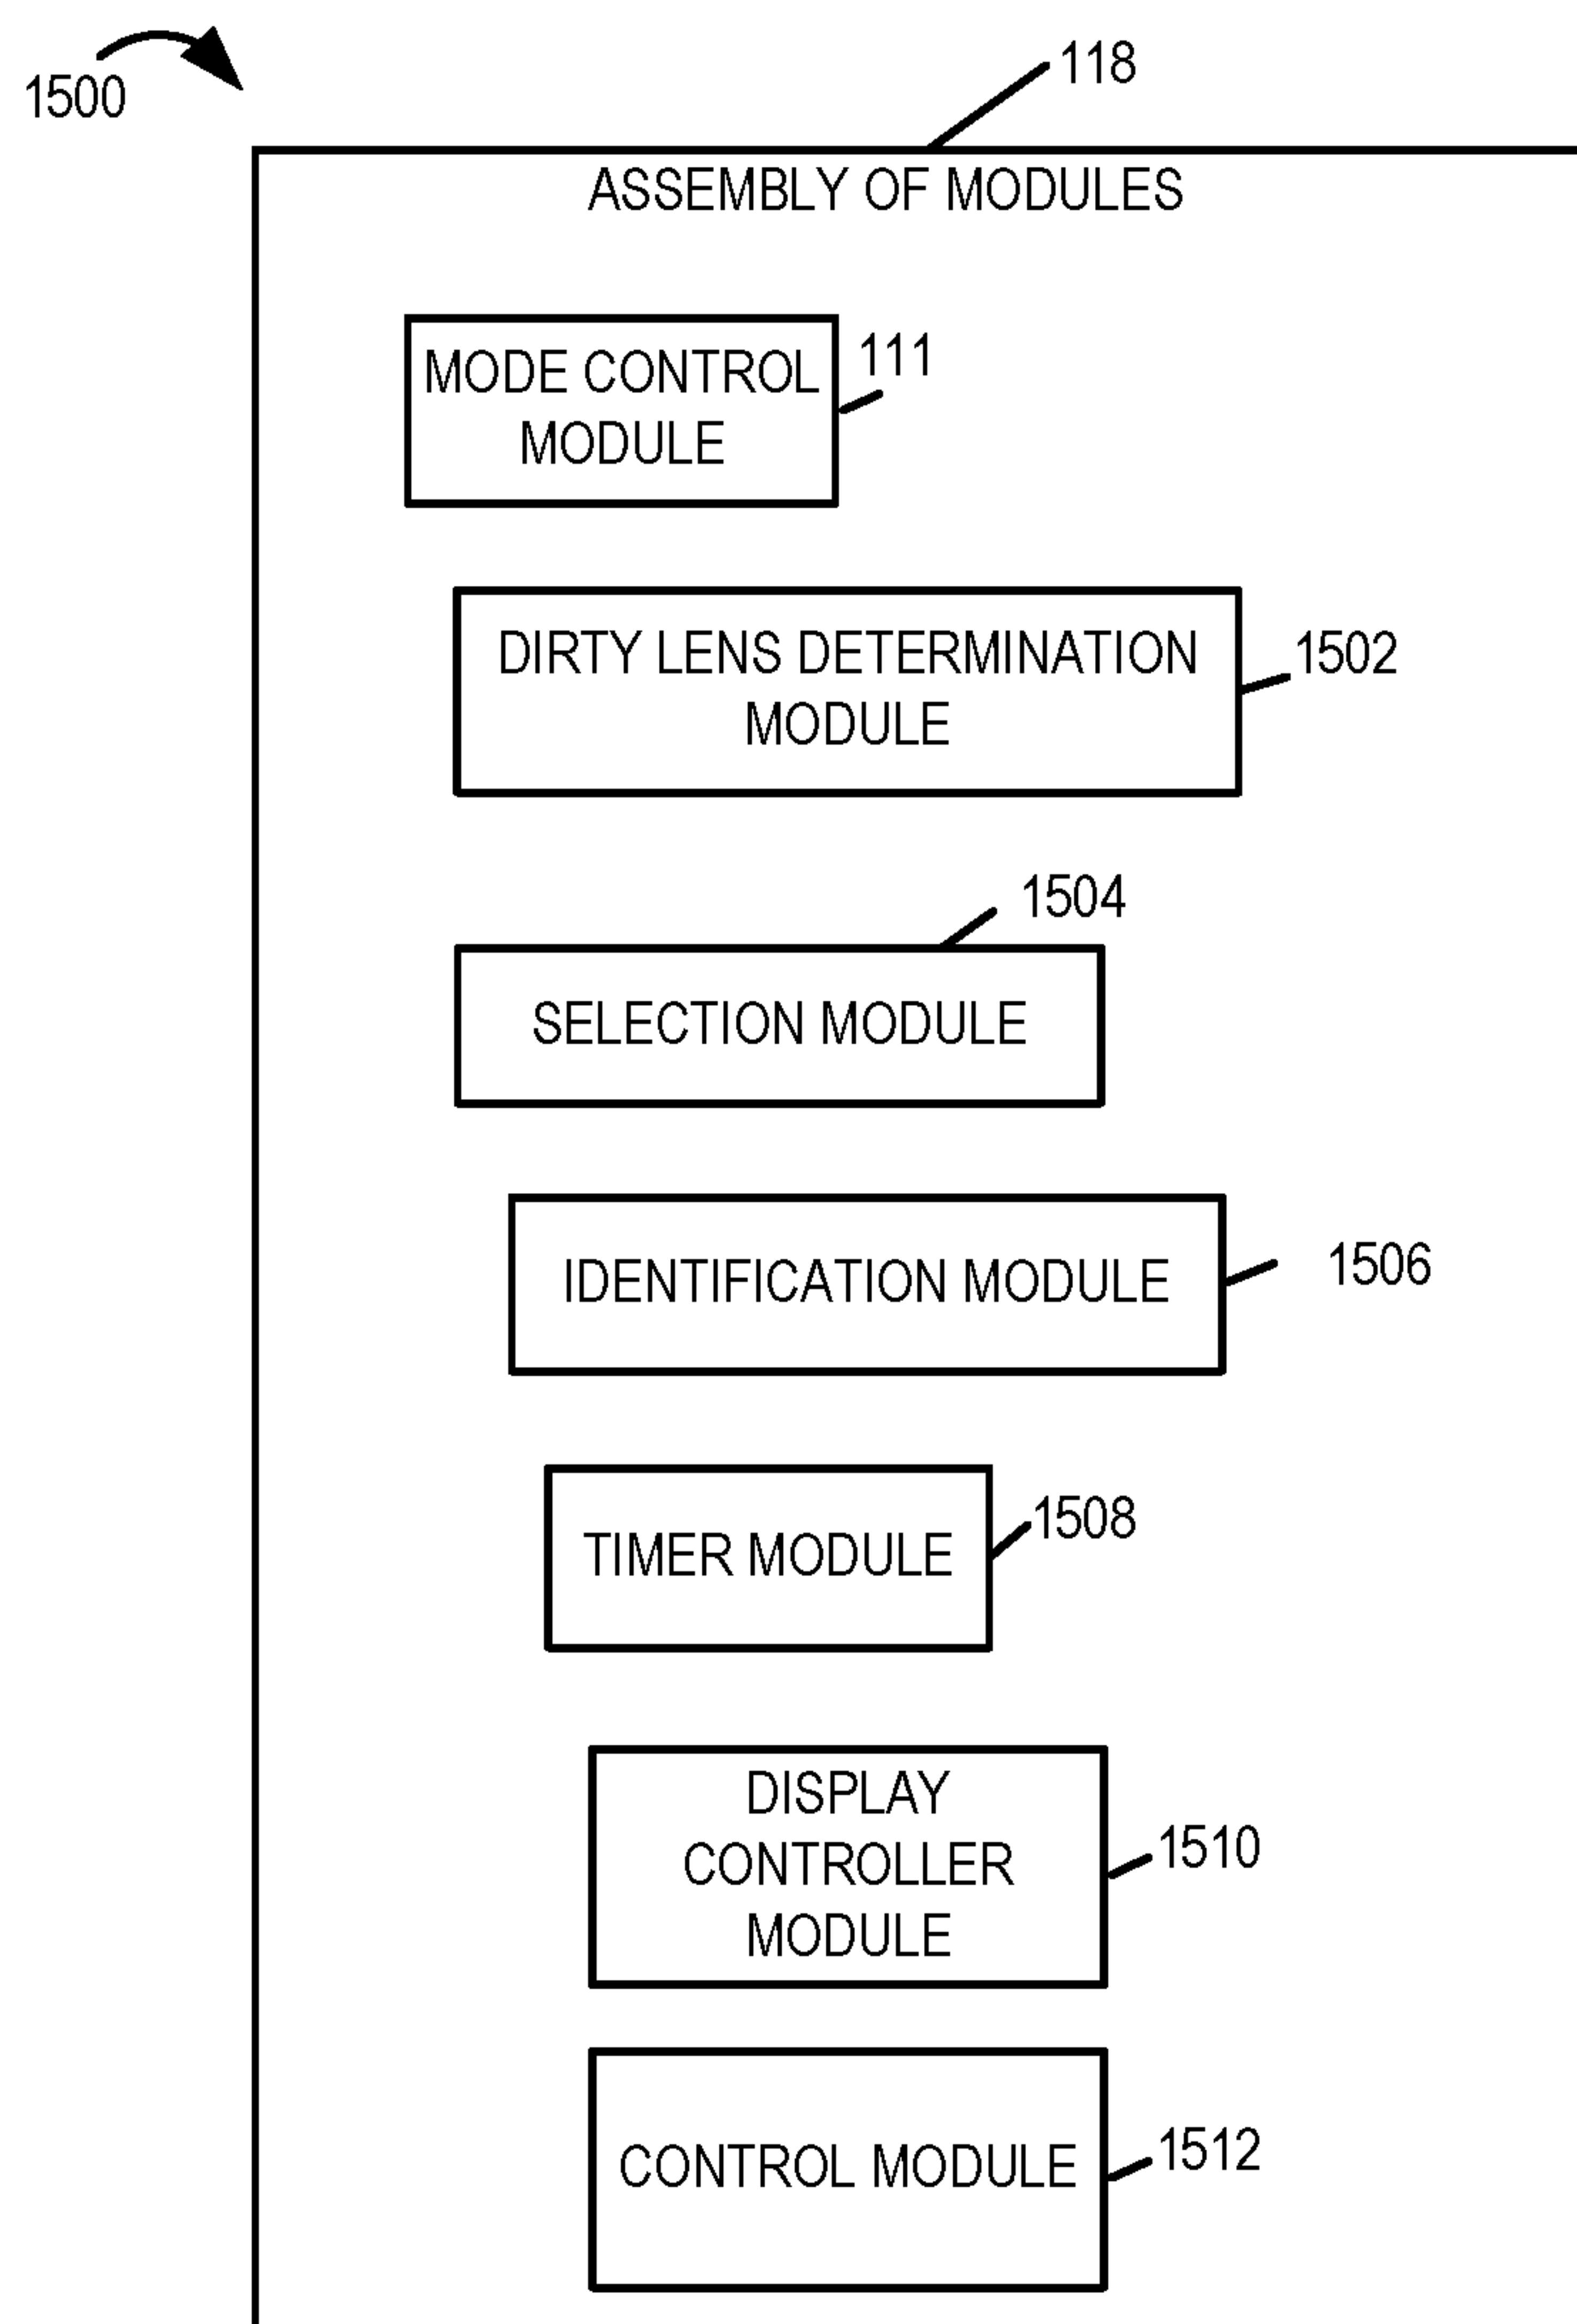 1500
118
ASSEMBLY OF MODULES
MODE CONTROL
MODULE
111
DIRTY LENS DETERMINATION
MODULE
1502
1504
SELECTION MODULE
IDENTIFICATION MODULE
1506
TIMER MODULE
1508
DISPLAY
CONTROLLER
MODULE
1510
CONTROL MODULE
1512